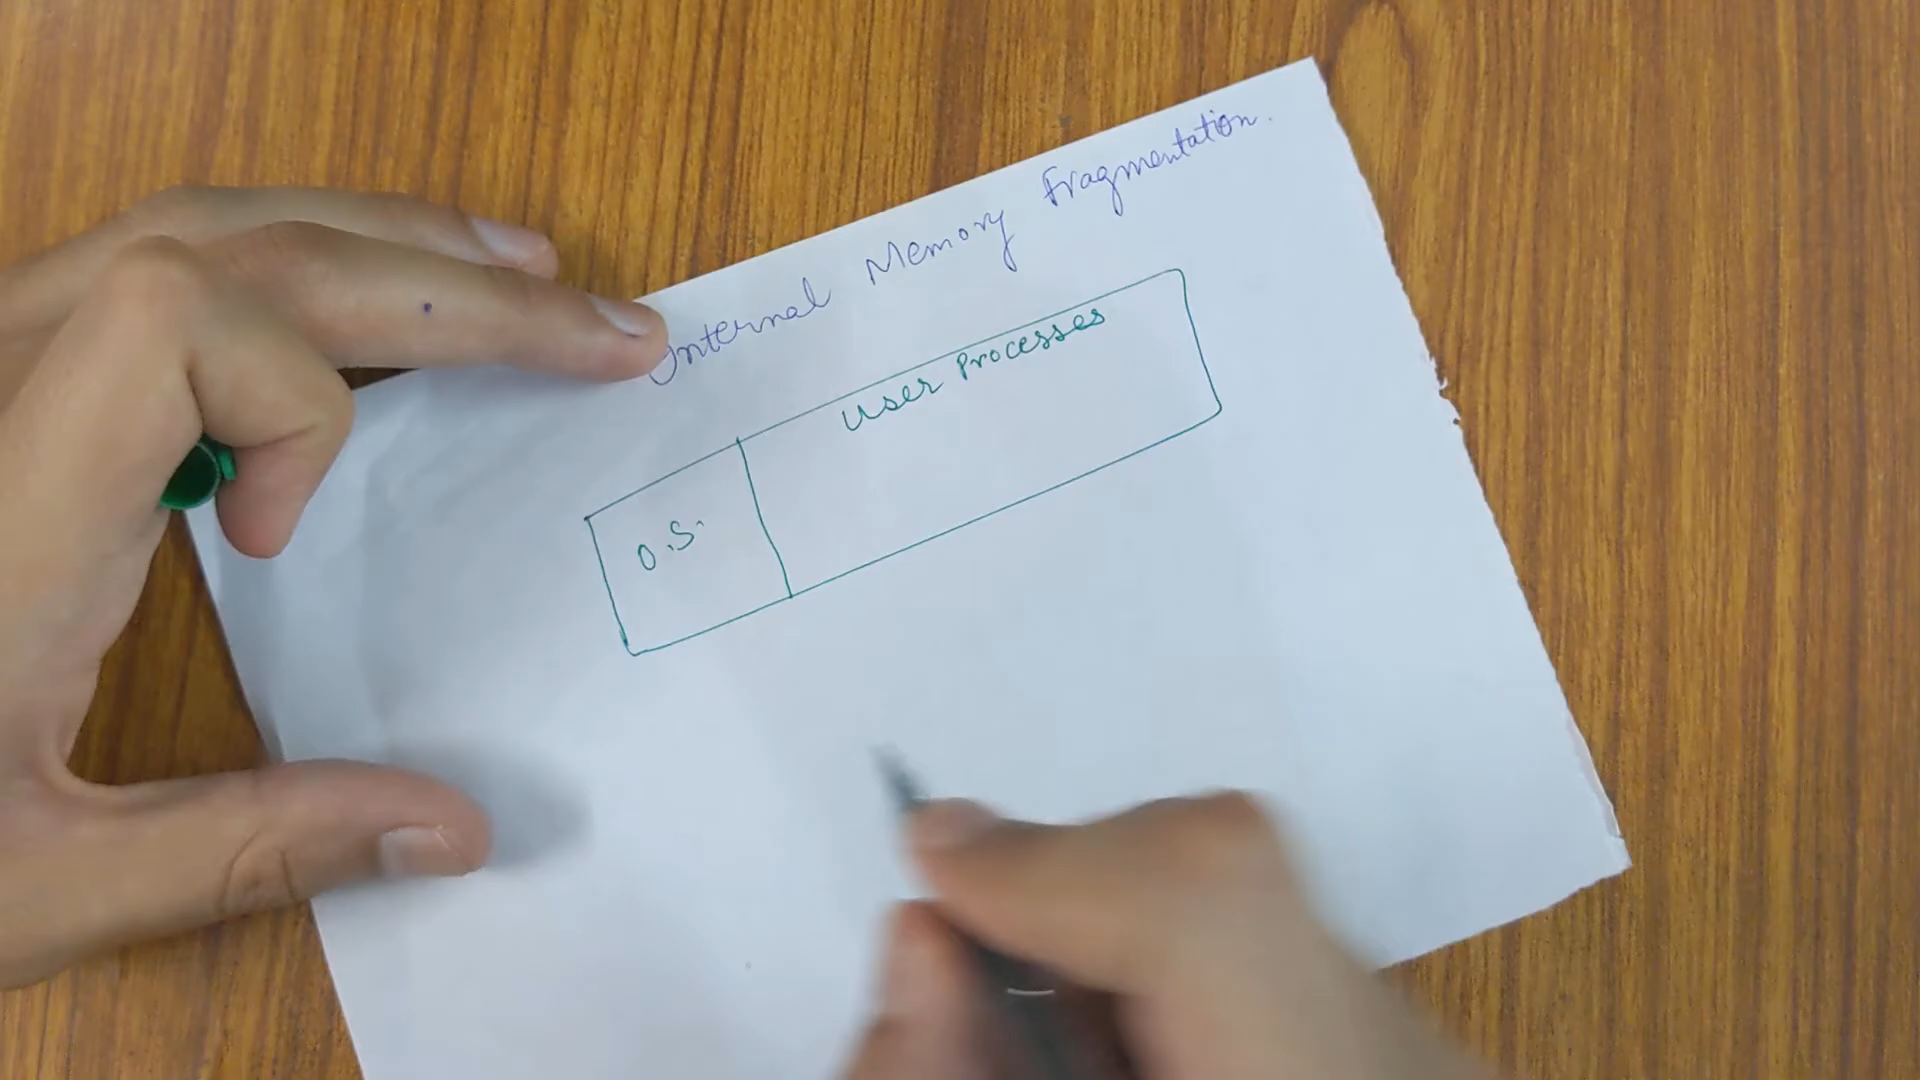 Internal Memory Fragmentation.
User Processes
O.S.